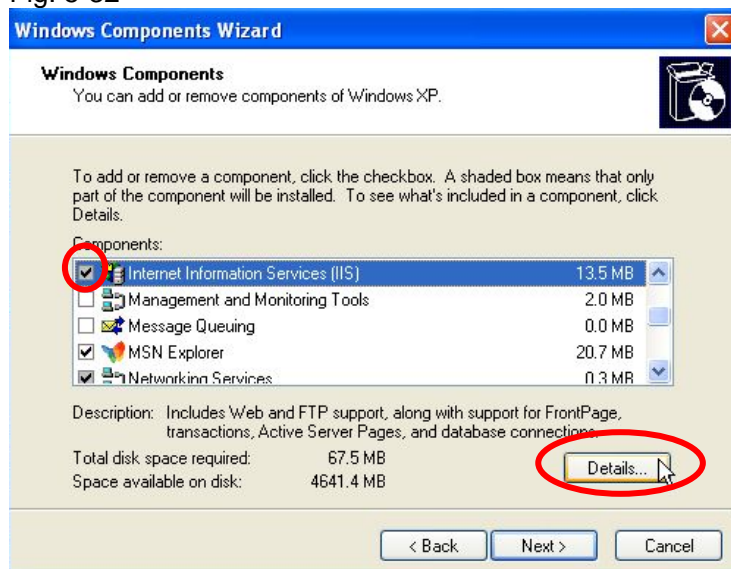 Windows Components Wizard
Windows Components
You can add or remove components of Windows XP.
To add or remove a component, click the checkbox. A shaded box means that only
part of the component will be installed. To see what's included in a component, click
Details.
Components:
Internet Information Services (IIS) 13.5 MB
Management and Monitoring Tools 2.0 MB
Message Queuing 0.0 MB
MSN Explorer 20.7 MB
Networking Services 0.3 MB
Description: Includes Web and FTP support, along with support for FrontPage,
transactions, Active Server Pages, and database connections.
Total disk space required: 67.5 MB
Details...
Space available on disk: 4641.4 MB
< Back Next > Cancel